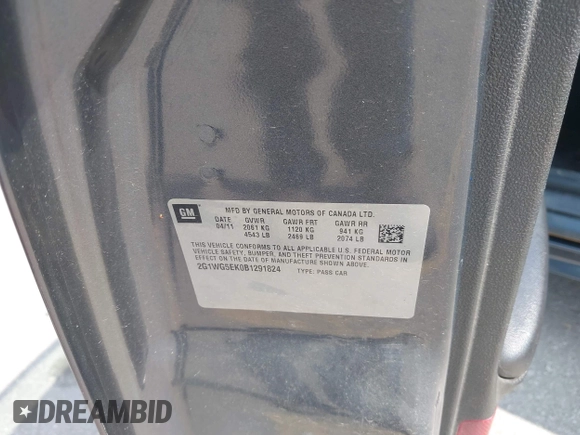 GM
MFD BY GENERAL MOTORS OF CANADA LTD.
DATE GVWR GAWR FRT GAWR RR
04/11 2061 KG 1120 KG 941 KG
4543 LB 2469 LB 2074 LB
THIS VEHICLE CONFORMS TO ALL APPLICABLE U.S. FEDERAL MOTOR
VEHICLE SAFETY, BUMPER, AND THEFT PREVENTION STANDARDS
IN EFFECT ON THE DATE OF MANUFACTURE SHOWN ABOVE.
2G1WG5EK0B1291824 TYPE: PASS CAR
DREAMBID